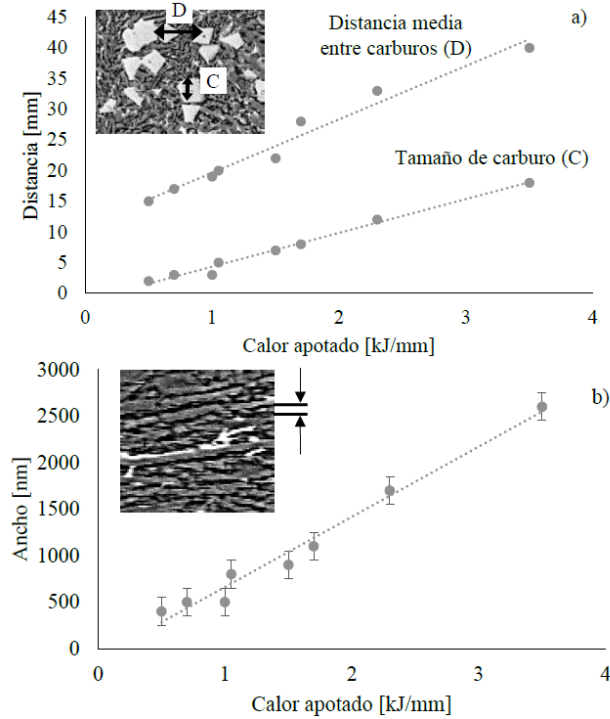 a)
D
C
Distancia media
entre carburos (D)
Tamaño de carburo (C)
Distancia [mm]
45
40
35
30
25
20
15
10
5
0
0 1 2 3 4
Calor apotado [kJ/mm]
b)
Ancho [nm]
3000
2500
2000
1500
1000
500
0
0 1 2 3 4
Calor apotado [kJ/mm]